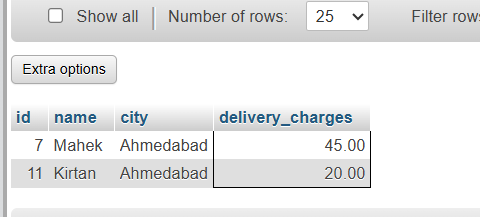 Show all Number of rows: 25 Filter rows
Extra options
id name city delivery_charges
7 Mahek Ahmedabad 45.00
11 Kirtan Ahmedabad 20.00